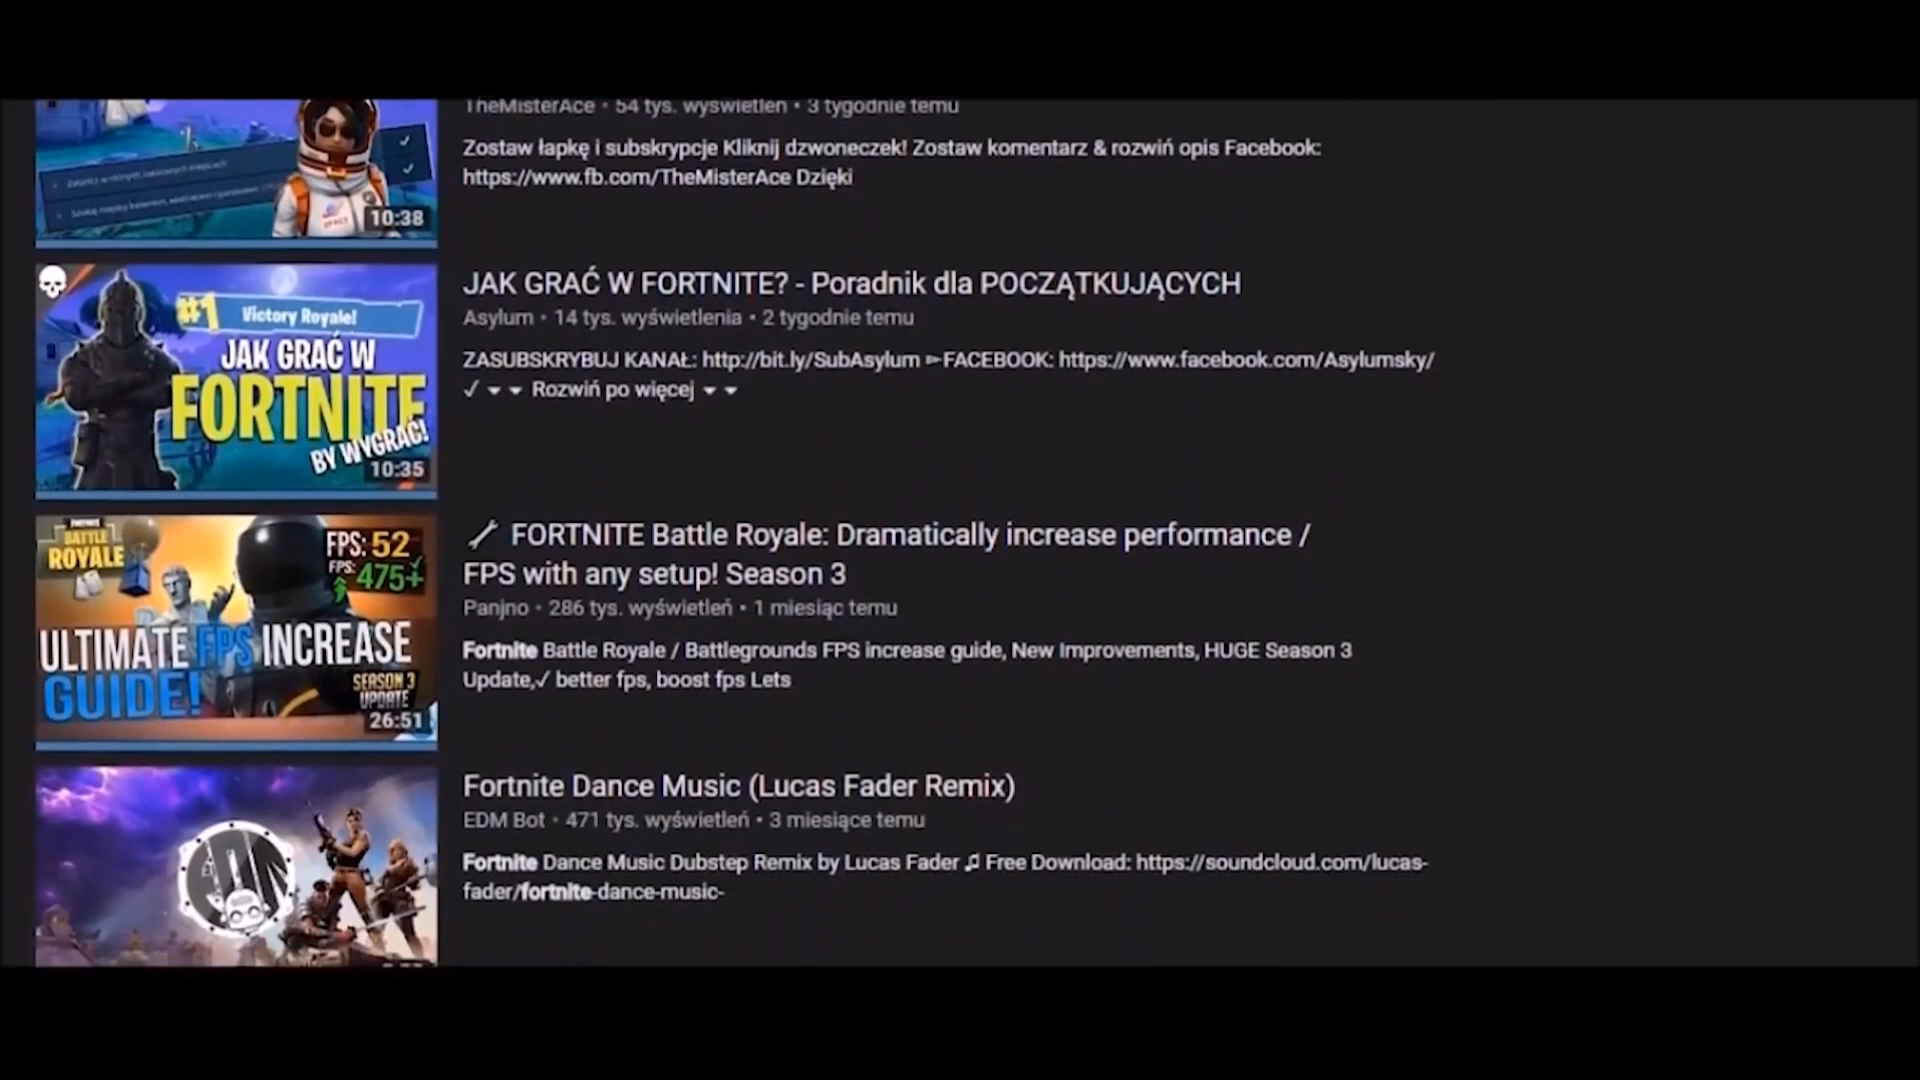 TheMisterAce • 54 tys. wyświetleń • 3 tygodnie temu
Zostaw łapkę i subskrypcje Kliknij dzwoneczek! Zostaw komentarz & rozwiń opis Facebook:
https://www.fb.com/TheMisterAce Dzięki
SPACE
10:38
#1 Victory Royale!
JAK GRAĆ W
FORTNITE
BY WYGRAĆ!
10:35
JAK GRAĆ W FORTNITE? - Poradnik dla POCZĄTKUJĄCYCH
Asylum • 14 tys. wyświetlenia • 2 tygodnie temu
ZASUBSKRYBUJ KANAŁ: http://bit.ly/SubAsylum ►FACEBOOK: https://www.facebook.com/Asylumsky/
✓ ▾ ▾ Rozwiń po więcej ▾ ▾
FORTNITE
BATTLE
ROYALE
FPS: 52
FPS: 475+
ULTIMATE FPS INCREASE
GUIDE!
SEASON 3
UPDATE
26:51
FORTNITE Battle Royale: Dramatically increase performance /
FPS with any setup! Season 3
Panjno • 286 tys. wyświetleń • 1 miesiąc temu
Fortnite Battle Royale / Battlegrounds FPS increase guide, New Improvements, HUGE Season 3
Update,✓ better fps, boost fps Lets
Fortnite Dance Music (Lucas Fader Remix)
EDM Bot • 471 tys. wyświetleń • 3 miesiące temu
Fortnite Dance Music Dubstep Remix by Lucas Fader ♫ Free Download: https://soundcloud.com/lucas-
fader/fortnite-dance-music-